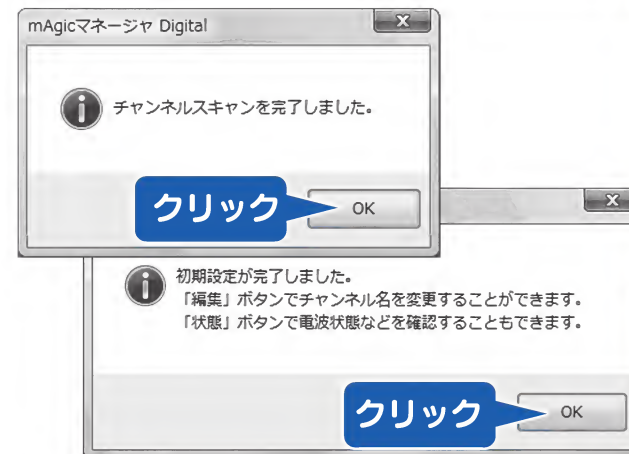 mAgicマネージャ Digital
チャンネルスキャンを完了しました。
クリック
OK
初期設定が完了しました。
「編集」ボタンでチャンネル名を変更することができます。
「状態」ボタンで電波状態などを確認することもできます。
クリック
OK